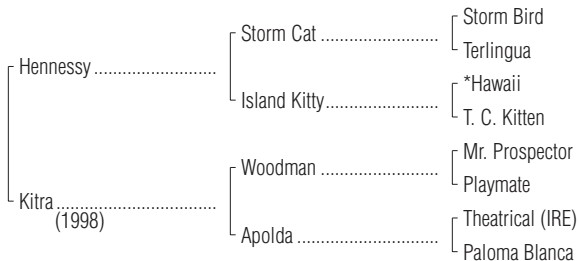 Storm Bird
Storm Cat ........................
Terlingua
Hennessy .........................
*Hawaii
Island Kitty .......................
T. C. Kitten
Mr. Prospector
Woodman ........................
Playmate
Kitra .................................
(1998)
Theatrical (IRE)
Apolda .............................
Paloma Blanca